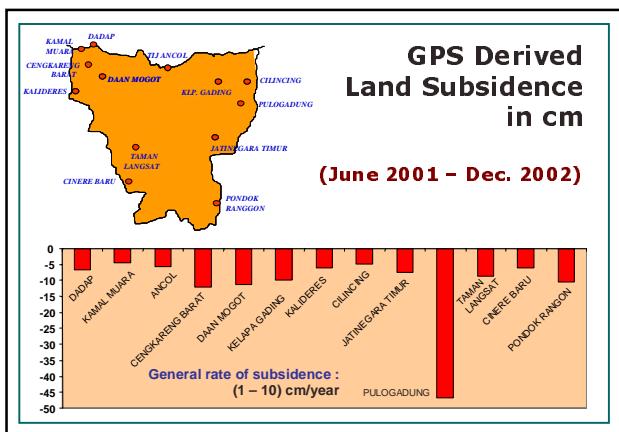 DADAP
KAMAL
MUARA
TIJ ANCOL
CENGKARENG
BARAT
DAAN MOGOT
CILINCING
KALIDERES
KLP. GADING
PULOGADUNG
JATINEGARA TIMUR
TAMAN
LANGSAT
CINERE BARU
PONDOK
RANGGON
GPS Derived
Land Subsidence
in cm
(June 2001 – Dec. 2002)
0
-5
-10
-15
-20
-25
-30
-35
-40
-45
-50
DADAP
KAMAL MUARA
ANCOL
CENGKARENG BARAT
DAAN MOGOT
KELAPA GADING
KALIDERES
CILINCING
JATINEGARA TIMUR
PULOGADUNG
TAMAN
LANGSAT
CINERE BARU
PONDOK RANGON
General rate of subsidence :
(1 – 10) cm/year